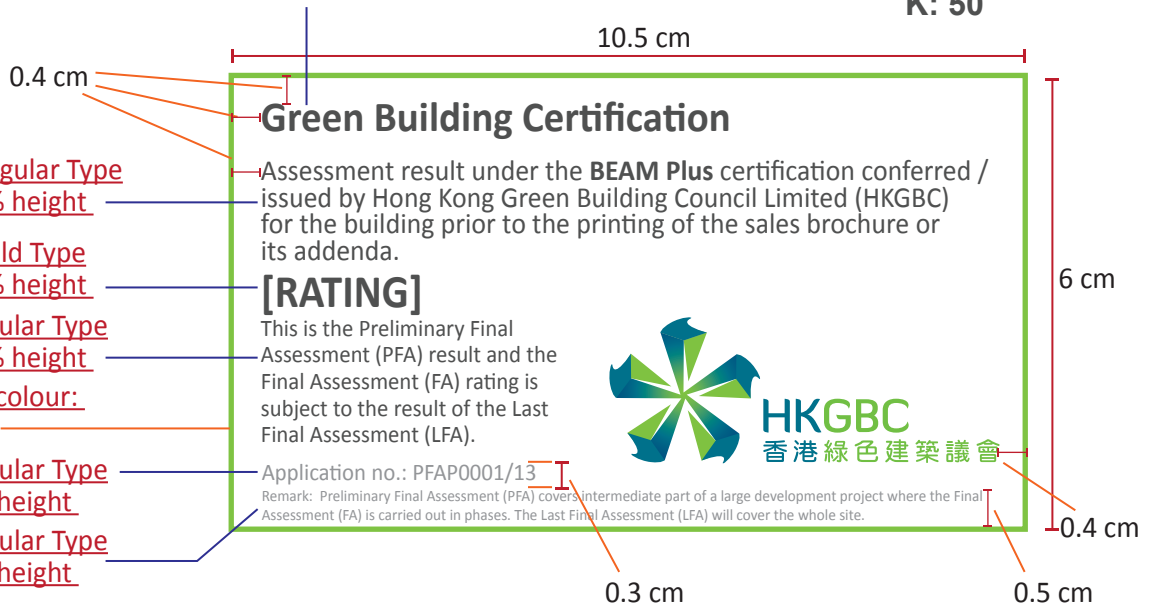 K: 50
10.5 cm
0.4 cm
Green Building Certification
gular Type
% height
Assessment result under the BEAM Plus certification conferred /
issued by Hong Kong Green Building Council Limited (HKGBC)
for the building prior to the printing of the sales brochure or
its addenda.
ld Type
% height
[RATING]
6 cm
ular Type
% height
This is the Preliminary Final
Assessment (PFA) result and the
Final Assessment (FA) rating is
subject to the result of the Last
Final Assessment (LFA).
colour:
HKGBC
香港綠色建築議會
ular Type
height
Application no.: PFAP0001/13
Remark: Preliminary Final Assessment (PFA) covers intermediate part of a large development project where the Final
Assessment (FA) is carried out in phases. The Last Final Assessment (LFA) will cover the whole site.
0.4 cm
ular Type
height
0.3 cm
0.5 cm